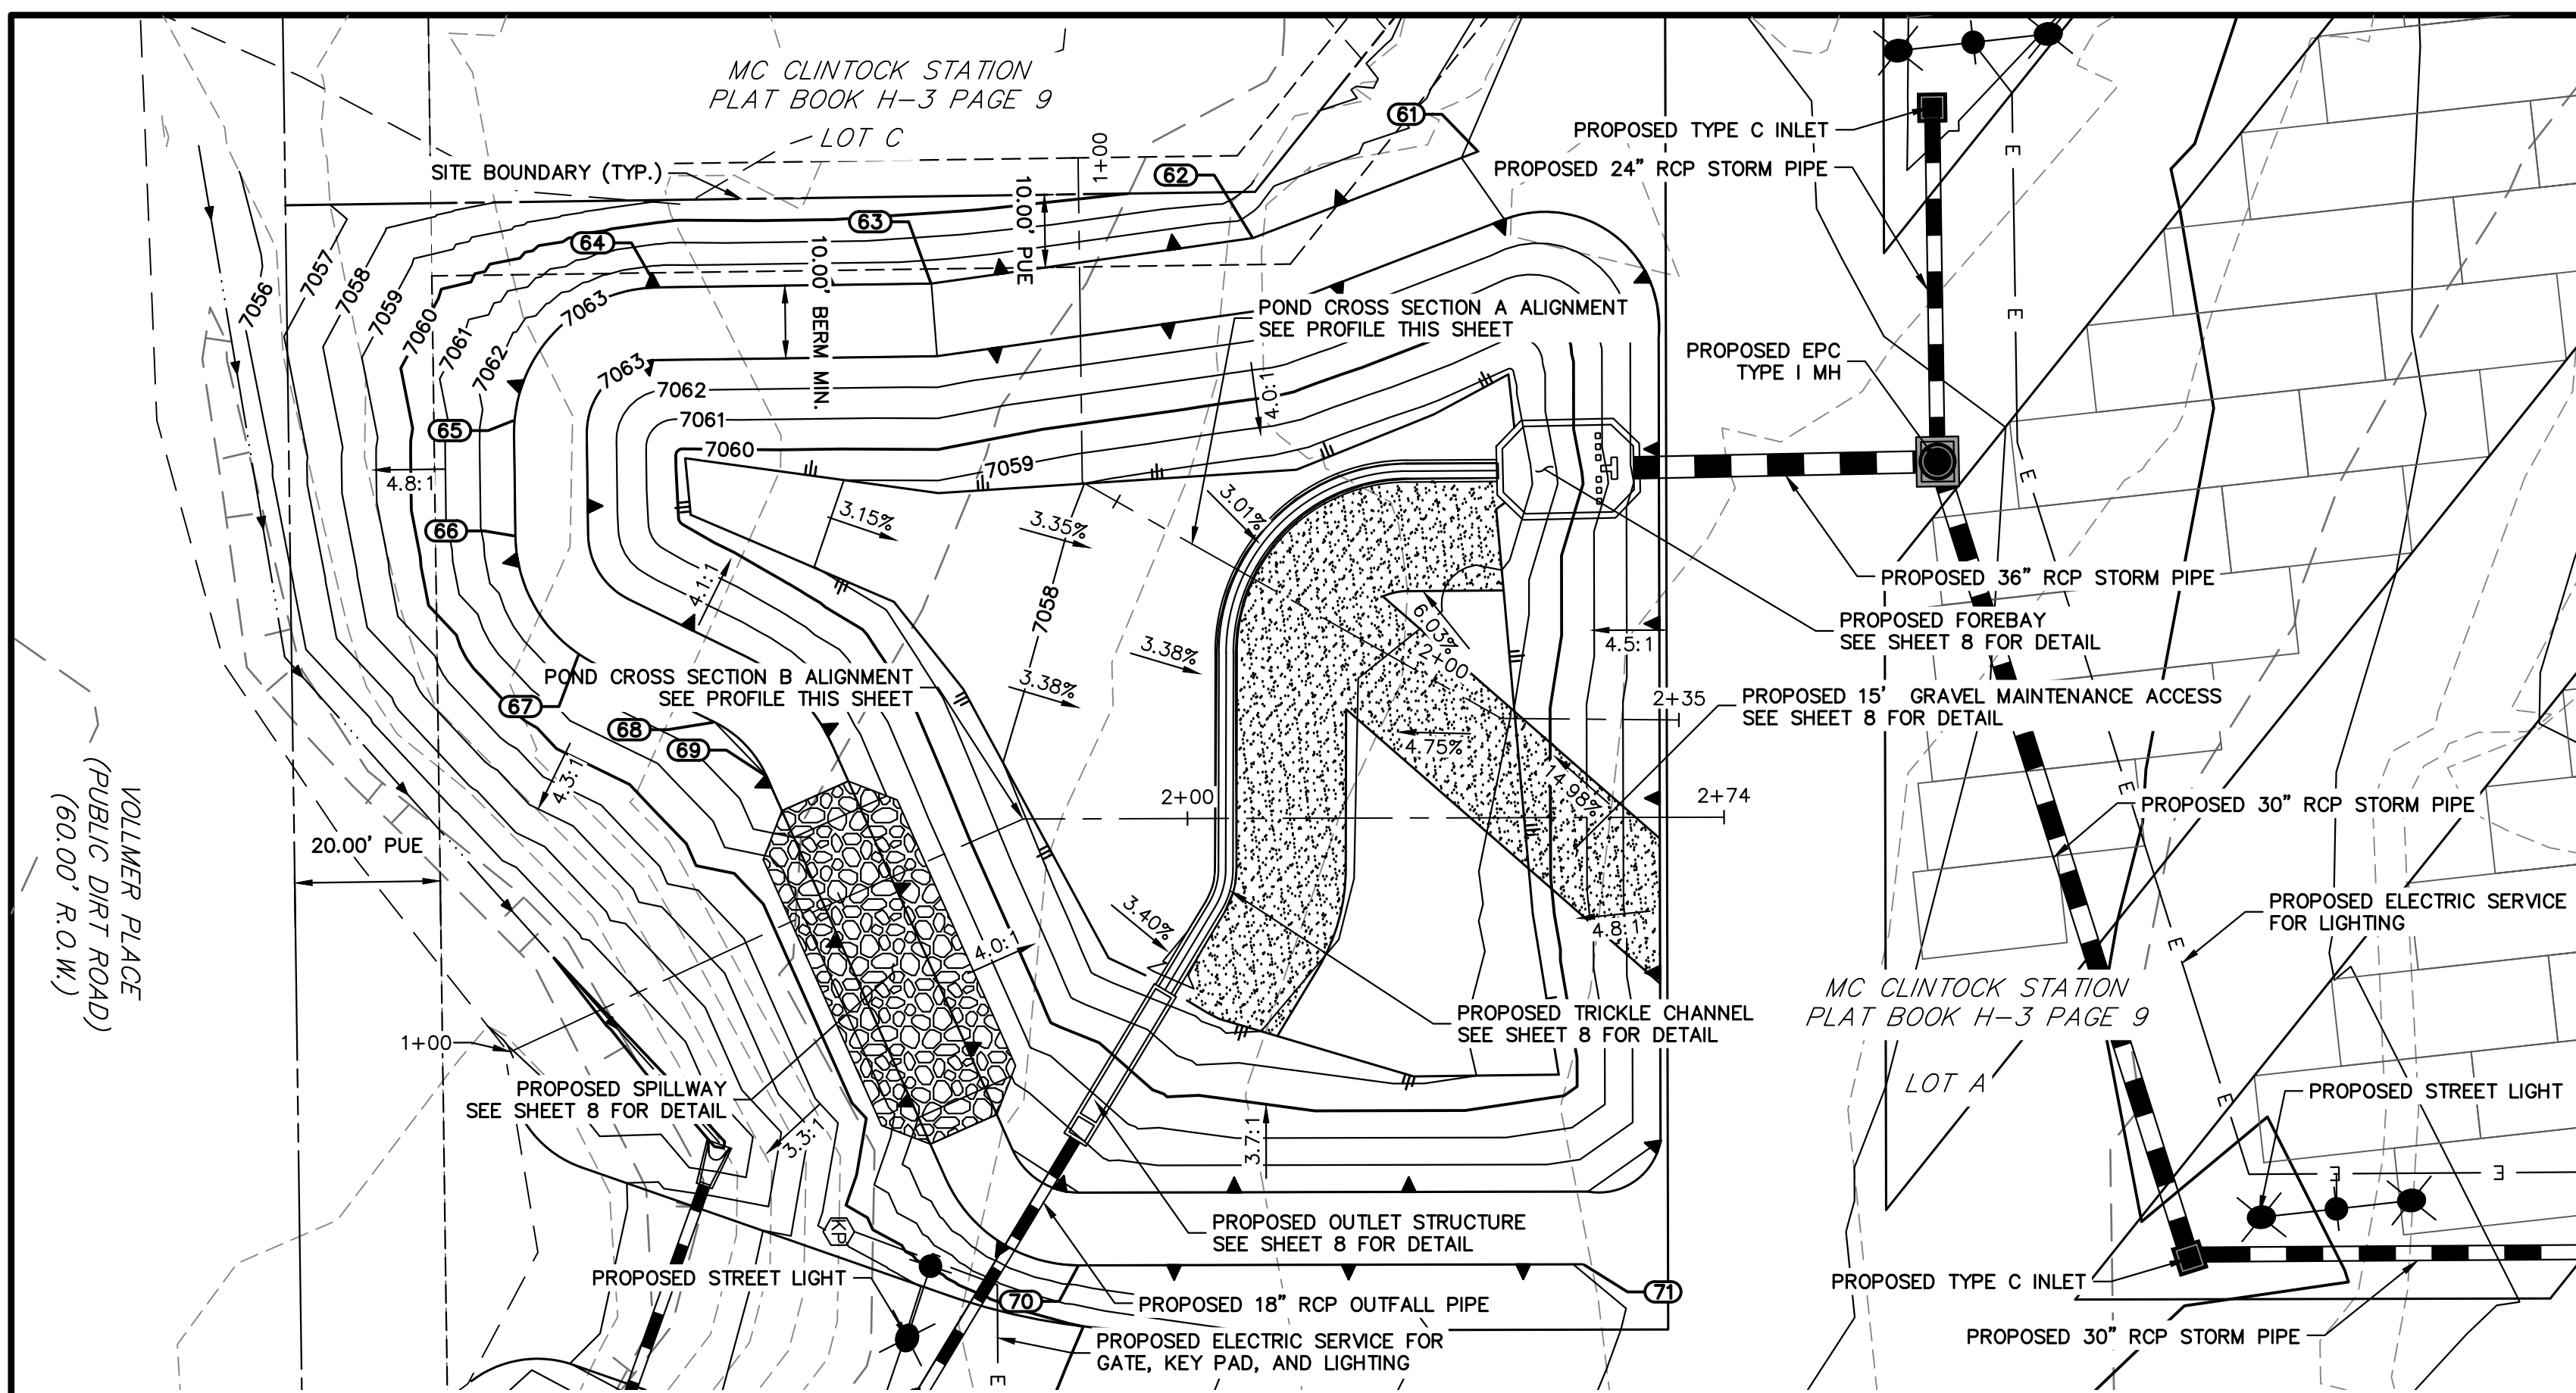 MC CLINTOCK STATION
PLAT BOOK H-3 PAGE 9
LOT C
SITE BOUNDARY (TYP.)
1+00
61
62
63
64
10.00' PUE
10.00' BERM MIN.
PROPOSED TYPE C INLET
PROPOSED 24" RCP STORM PIPE
E
E
E
E
7056
7057
7058
7059
7060
7061
7062
7063
7063
7062
7061
7060
7059
POND CROSS SECTION A ALIGNMENT
SEE PROFILE THIS SHEET
PROPOSED EPC
TYPE I MH
4.0:1
65
4.8:1
66
3.15%
3.35%
3.01%
4.1:1
7058
3.38%
3.38%
6.03%
2+00
4.5:1
PROPOSED 36" RCP STORM PIPE
PROPOSED FOREBAY
SEE SHEET 8 FOR DETAIL
POND CROSS SECTION B ALIGNMENT
SEE PROFILE THIS SHEET
67
68
69
2+35
PROPOSED 15' GRAVEL MAINTENANCE ACCESS
SEE SHEET 8 FOR DETAIL
4.75%
14.98%
4.3:1
2+00
2+74
E
PROPOSED 30" RCP STORM PIPE
VOLLMER PLACE
(PUBLIC DIRT ROAD)
(60.00' R.O.W.)
20.00' PUE
3.40%
4.0:1
4.8:1
PROPOSED ELECTRIC SERVICE
FOR LIGHTING
E
MC CLINTOCK STATION
PLAT BOOK H-3 PAGE 9
LOT A
PROPOSED TRICKLE CHANNEL
SEE SHEET 8 FOR DETAIL
1+00
PROPOSED SPILLWAY
SEE SHEET 8 FOR DETAIL
3.3:1
3.7:1
E
PROPOSED STREET LIGHT
E
E
KP
PROPOSED OUTLET STRUCTURE
SEE SHEET 8 FOR DETAIL
PROPOSED STREET LIGHT
70
71
PROPOSED TYPE C INLET
PROPOSED 18" RCP OUTFALL PIPE
PROPOSED ELECTRIC SERVICE FOR
GATE, KEY PAD, AND LIGHTING
E
PROPOSED 30" RCP STORM PIPE